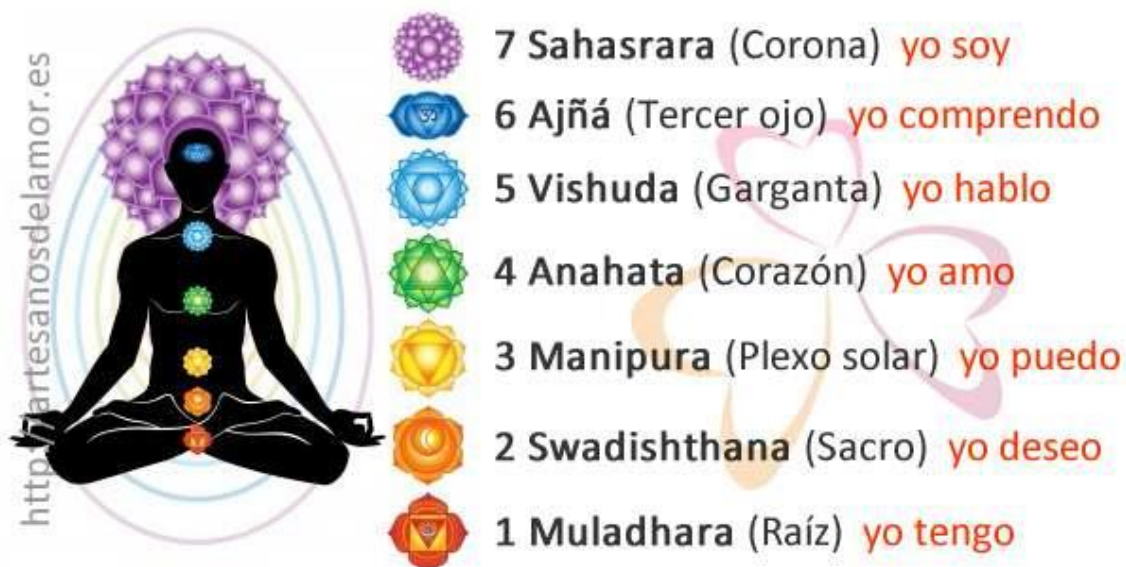 7 Sahasrara (Corona) yo soy
6 Ajñá (Tercer ojo) yo comprendo
5 Vishuda (Garganta) yo hablo
4 Anahata (Corazón) yo amo
3 Manipura (Plexo solar) yo puedo
2 Swadishthana (Sacro) yo deseo
1 Muladhara (Raíz) yo tengo
http://artesanosdelamor.es